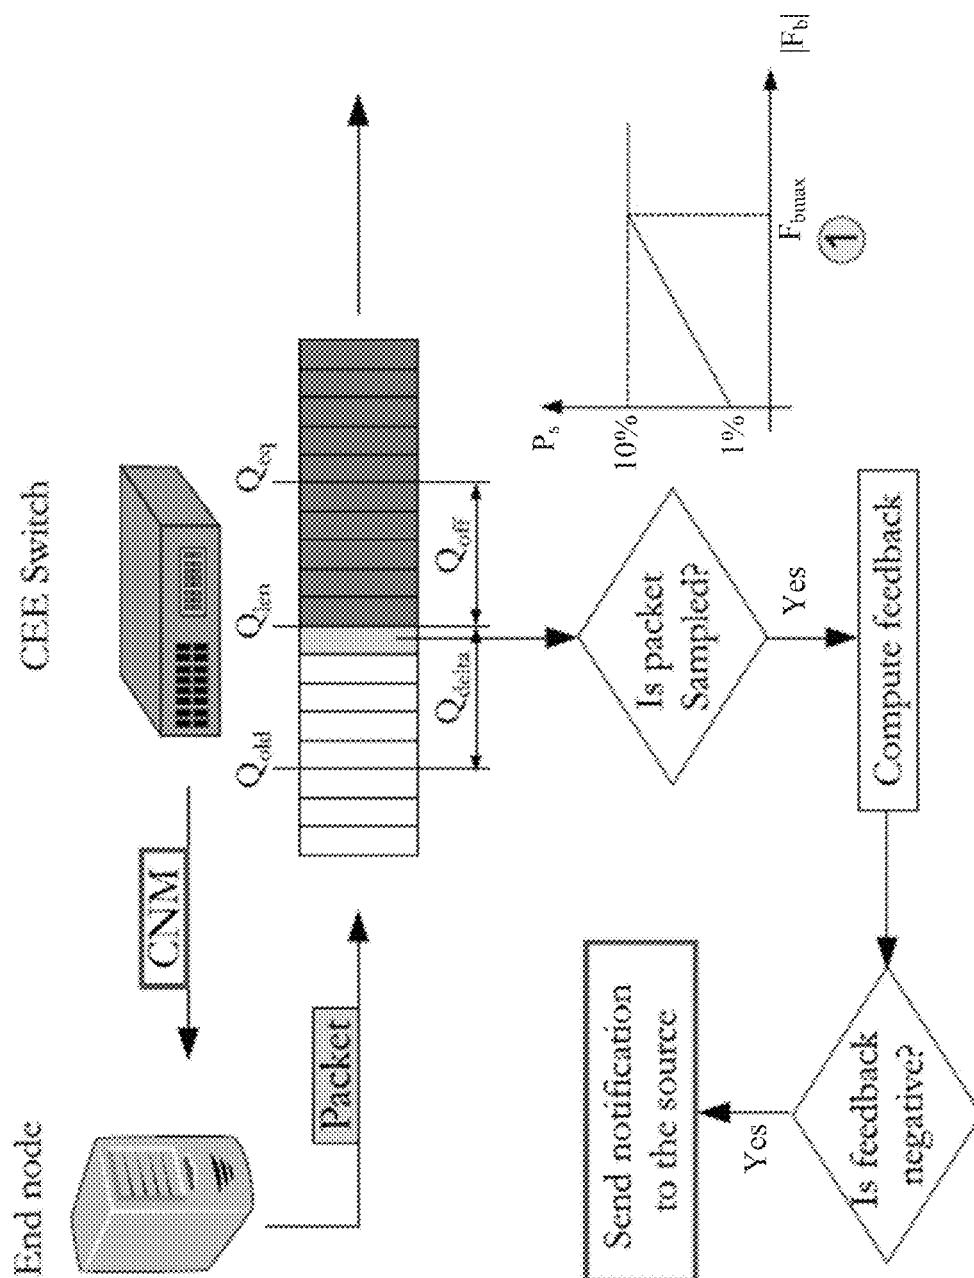 End node
CEE Switch
CNM
Packet
Q_old
Q_len
Q_eq
Q_delta
Q_off
P_s
10%
1%
F_bmax
|F_b|
1
Is packet
Sampled?
Yes
Compute feedback
Is feedback
negative?
Yes
Send notification
to the source